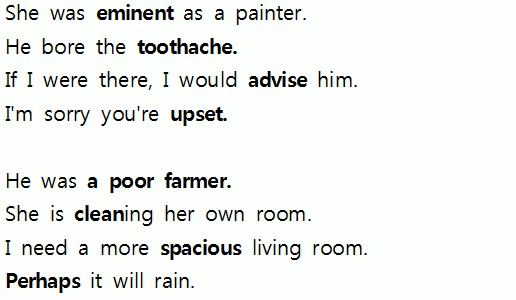 She was eminent as a painter.
He bore the toothache.
If I were there, I would advise him.
I'm sorry you're upset.
He was a poor farmer.
She is cleaning her own room.
I need a more spacious living room.
Perhaps it will rain.